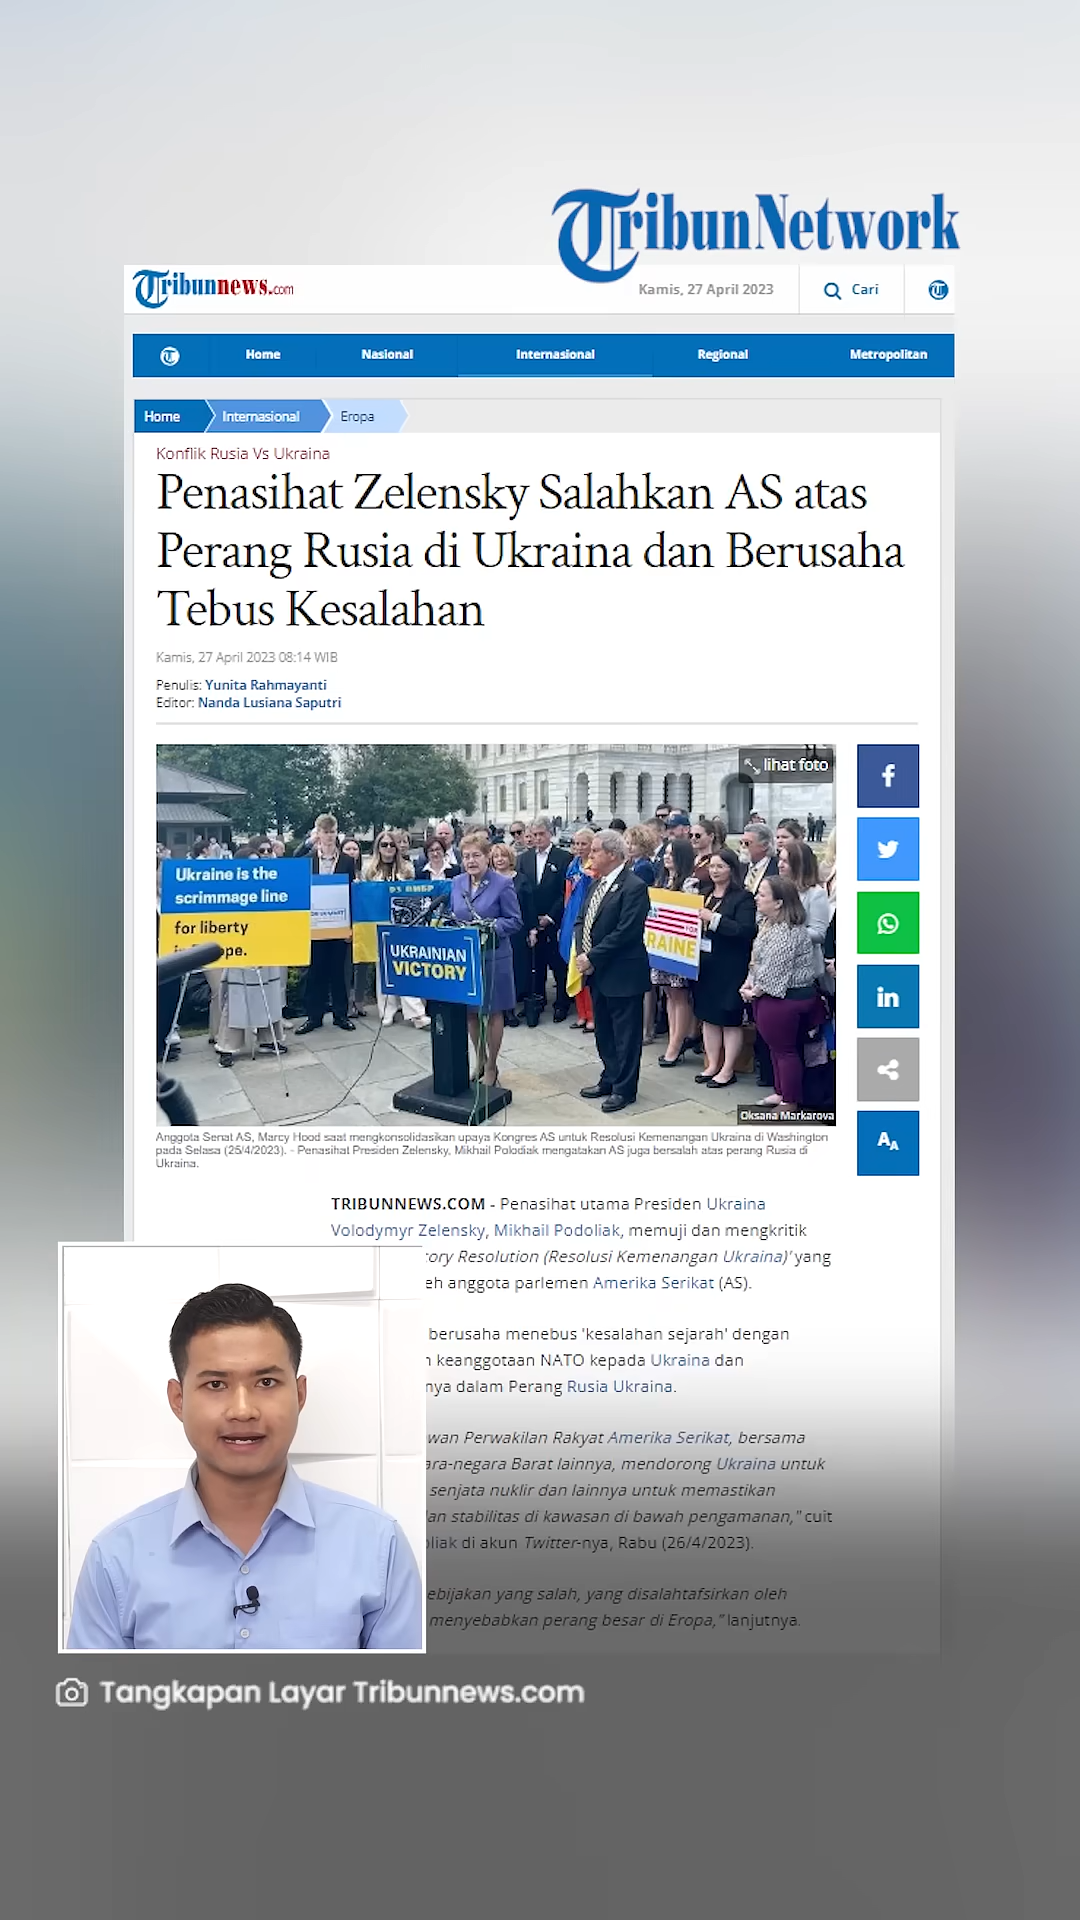 Tribun Network
Tribunnews.com
Kamis, 27 April 2023
Cari
Home
Nasional
Internasional
Regional
Metropolitan
Home
Internasional
Eropa
Konflik Rusia Vs Ukraina
Penasihat Zelensky Salahkan AS atas
Perang Rusia di Ukraina dan Berusaha
Tebus Kesalahan
Kamis, 27 April 2023 08:14 WIB
Penulis: Yunita Rahmayanti
Editor: Nanda Lusiana Saputri
lihat foto
Ukraine is the
scrimmage line
for liberty
UKRAINIAN
VICTORY
FOR
RAINE
Oksana Markarova
Anggota Senat AS, Marcy Hood saat mengkonsolidasikan upaya Kongres AS untuk Resolusi Kemenangan Ukraina di Washington
pada Selasa (25/4/2023). - Penasihat Presiden Zelensky, Mikhail Polodiak mengatakan AS juga bersalah atas perang Rusia di
Ukraina.
TRIBUNNEWS.COM - Penasihat utama Presiden Ukraina
Volodymyr Zelensky, Mikhail Podoliak, memuji dan mengkritik
tory Resolution (Resolusi Kemenangan Ukraina)' yang
eh anggota parlemen Amerika Serikat (AS).
berusaha menebus 'kesalahan sejarah' dengan
n keanggotaan NATO kepada Ukraina dan
nya dalam Perang Rusia Ukraina.
wan Perwakilan Rakyat Amerika Serikat, bersama
ara-negara Barat lainnya, mendorong Ukraina untuk
senjata nuklir dan lainnya untuk memastikan
an stabilitas di kawasan di bawah pengamanan," cuit
liak di akun Twitter-nya, Rabu (26/4/2023).
ebijakan yang salah, yang disalahtafsirkan oleh
menyebabkan perang besar di Eropa," lanjutnya.
Tangkapan Layar Tribunnews.com